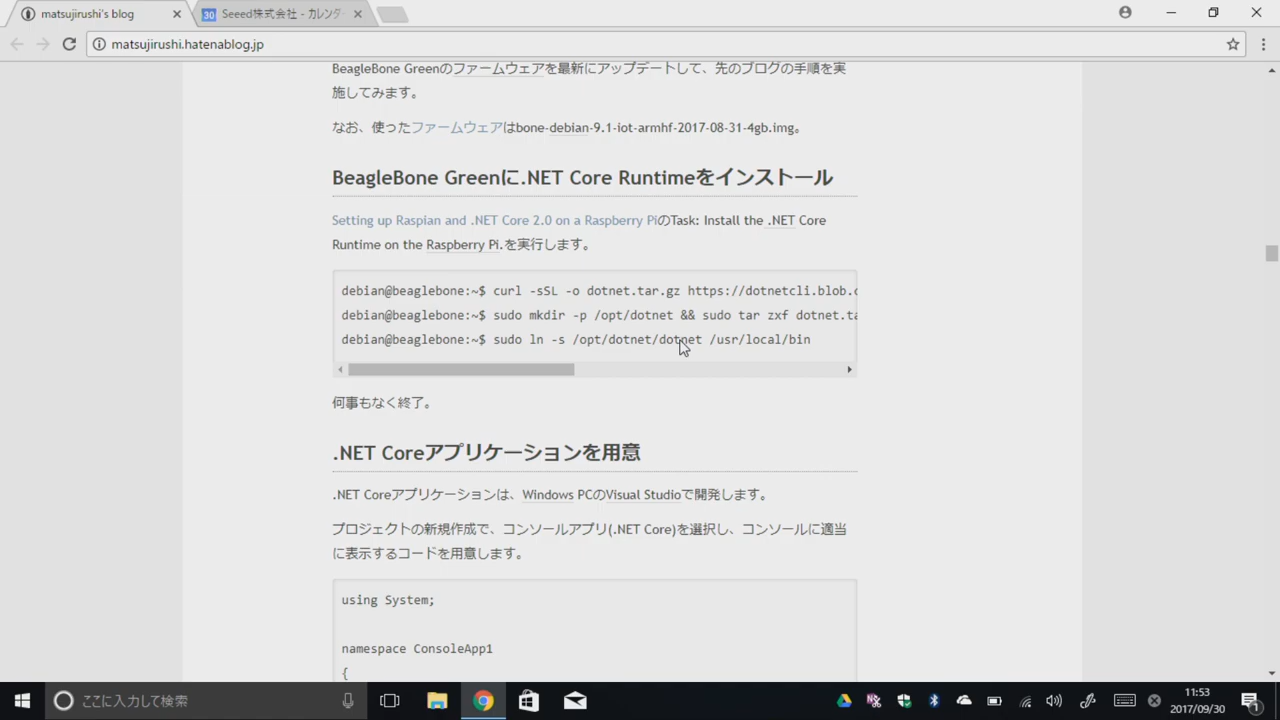 matsujirushi's blog
30 Seeed株式会社 - カレンダー
matsujirushi.hatenablog.jp
BeagleBone Greenのファームウェアを最新にアップデートして、先のブログの手順を実
施してみます。
なお、使ったファームウェアはbone-debian-9.1-iot-armhf-2017-08-31-4gb.img。
BeagleBone Greenに.NET Core Runtimeをインストール
Setting up Raspian and .NET Core 2.0 on a Raspberry PiのTask: Install the .NET Core
Runtime on the Raspberry Pi.を実行します。
debian@beaglebone:~$ curl -sSL -o dotnet.tar.gz https://dotnetcli.blob.c
debian@beaglebone:~$ sudo mkdir -p /opt/dotnet && sudo tar zxf dotnet.ta
debian@beaglebone:~$ sudo ln -s /opt/dotnet/dotnet /usr/local/bin
何事もなく終了。
.NET Coreアプリケーションを用意
.NET Coreアプリケーションは、Windows PCのVisual Studioで開発します。
プロジェクトの新規作成で、コンソールアプリ(.NET Core)を選択し、コンソールに適当
に表示するコードを用意します。
using System;
namespace ConsoleApp1
{
ここに入力して検索
11:53
2017/09/30
1